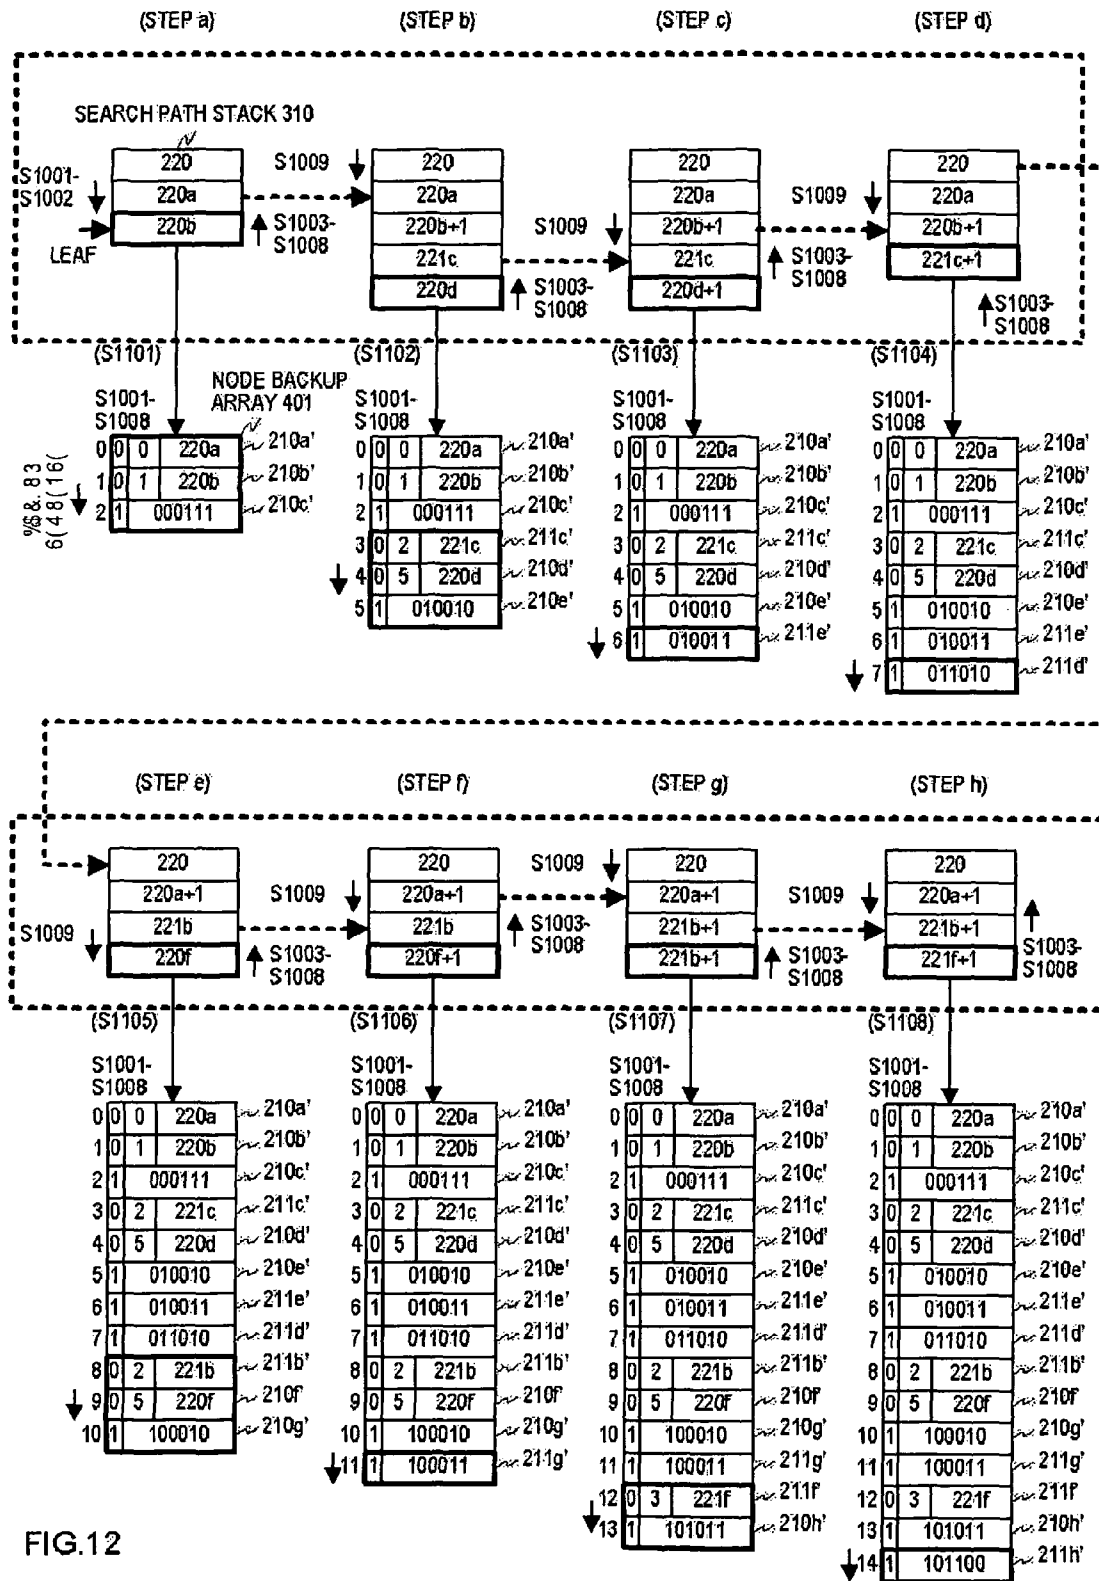 (STEP a) (STEP b) (STEP c) (STEP d)
SEARCH PATH STACK 310
S1001-
S1002
LEAF
220
220a
220b
S1003-
S1008
S1009
220
220a
220b+1
221c
220d
S1003-
S1008
S1009
220
220a
220b+1
221c
220d+1
S1003-
S1008
S1009
220
220a
220b+1
221c+1
S1003-
S1008
(S1101) (S1102) (S1103) (S1104)
NODE BACKUP
ARRAY 401
%$&. 83
6(48(16(
S1001-
S1008
0 0 0 220a 210a'
1 0 1 220b 210b'
2 1 000111 210c'
S1001-
S1008
0 0 0 220a 210a'
1 0 1 220b 210b'
2 1 000111 210c'
3 0 2 221c 211c'
4 0 5 220d 210d'
5 1 010010 210e'
S1001-
S1008
0 0 0 220a 210a'
1 0 1 220b 210b'
2 1 000111 210c'
3 0 2 221c 211c'
4 0 5 220d 210d'
5 1 010010 210e'
6 1 010011 211e'
S1001-
S1008
0 0 0 220a 210a'
1 0 1 220b 210b'
2 1 000111 210c'
3 0 2 221c 211c'
4 0 5 220d 210d'
5 1 010010 210e'
6 1 010011 211e'
7 1 011010 211d'
(STEP e) (STEP f) (STEP g) (STEP h)
S1009
220
220a+1
221b
220f
S1003-
S1008
S1009
220
220a+1
221b
220f+1
S1003-
S1008
S1009
220
220a+1
221b+1
221b+1
S1003-
S1008
S1009
220
220a+1
221b+1
221f+1
S1003-
S1008
(S1105) (S1106) (S1107) (S1108)
S1001-
S1008
0 0 0 220a 210a'
1 0 1 220b 210b'
2 1 000111 210c'
3 0 2 221c 211c'
4 0 5 220d 210d'
5 1 010010 210e'
6 1 010011 211e'
7 1 011010 211d'
8 0 2 221b 211b'
9 0 5 220f 210f'
10 1 100010 210g'
S1001-
S1008
0 0 0 220a 210a'
1 0 1 220b 210b'
2 1 000111 210c'
3 0 2 221c 211c'
4 0 5 220d 210d'
5 1 010010 210e'
6 1 010011 211e'
7 1 011010 211d'
8 0 2 221b 211b'
9 0 5 220f 210f'
10 1 100010 210g'
11 1 100011 211g'
S1001-
S1008
0 0 0 220a 210a'
1 0 1 220b 210b'
2 1 000111 210c'
3 0 2 221c 211c'
4 0 5 220d 210d'
5 1 010010 210e'
6 1 010011 211e'
7 1 011010 211d'
8 0 2 221b 211b'
9 0 5 220f 210f'
10 1 100010 210g'
11 1 100011 211g'
12 0 3 221f 211f'
13 1 101011 210h'
S1001-
S1008
0 0 0 220a 210a'
1 0 1 220b 210b'
2 1 000111 210c'
3 0 2 221c 211c'
4 0 5 220d 210d'
5 1 010010 210e'
6 1 010011 211e'
7 1 011010 211d'
8 0 2 221b 211b'
9 0 5 220f 210f'
10 1 100010 210g'
11 1 100011 211g'
12 0 3 221f 211f'
13 1 101011 210h'
14 1 101100 211h'
FIG.12